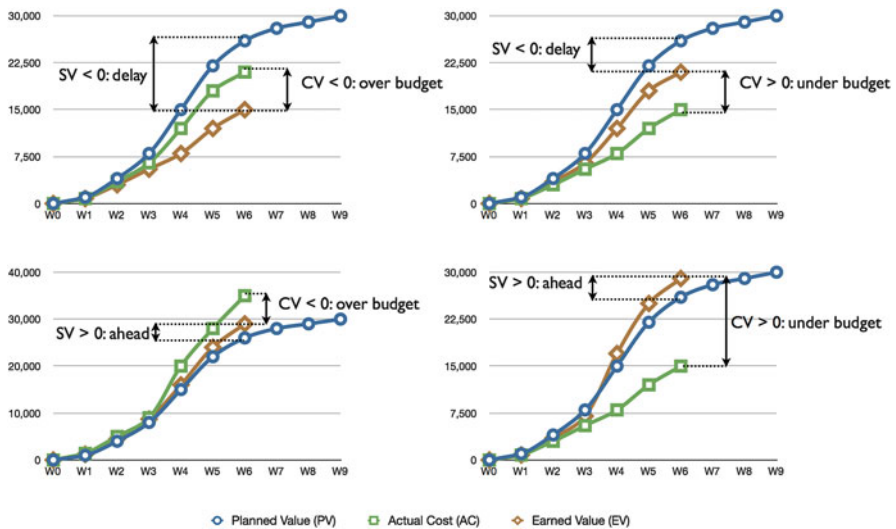 30,000
22,500
15,000
7,500
0
SV < 0: delay
CV < 0: over budget
W0 W1 W2 W3 W4 W5 W6 W7 W8 W9
30,000
22,500
15,000
7,500
0
SV < 0: delay
CV > 0: under budget
W0 W1 W2 W3 W4 W5 W6 W7 W8 W9
40,000
30,000
20,000
10,000
0
CV < 0: over budget
SV > 0: ahead
W0 W1 W2 W3 W4 W5 W6 W7 W8 W9
30,000
22,500
15,000
7,500
0
SV > 0: ahead
CV > 0: under budget
W0 W1 W2 W3 W4 W5 W6 W7 W8 W9
Planned Value (PV) Actual Cost (AC) Earned Value (EV)